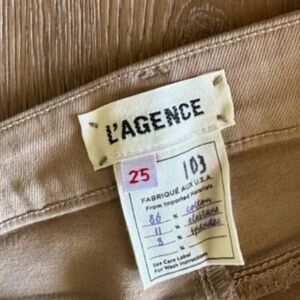 L'AGENCE
25
103
FABRIQUÉ AUX U.S.A.
From Imported Materials
86 % cotton
11 % elastane
3 % spandex
See Care Label
For Wash Instructions